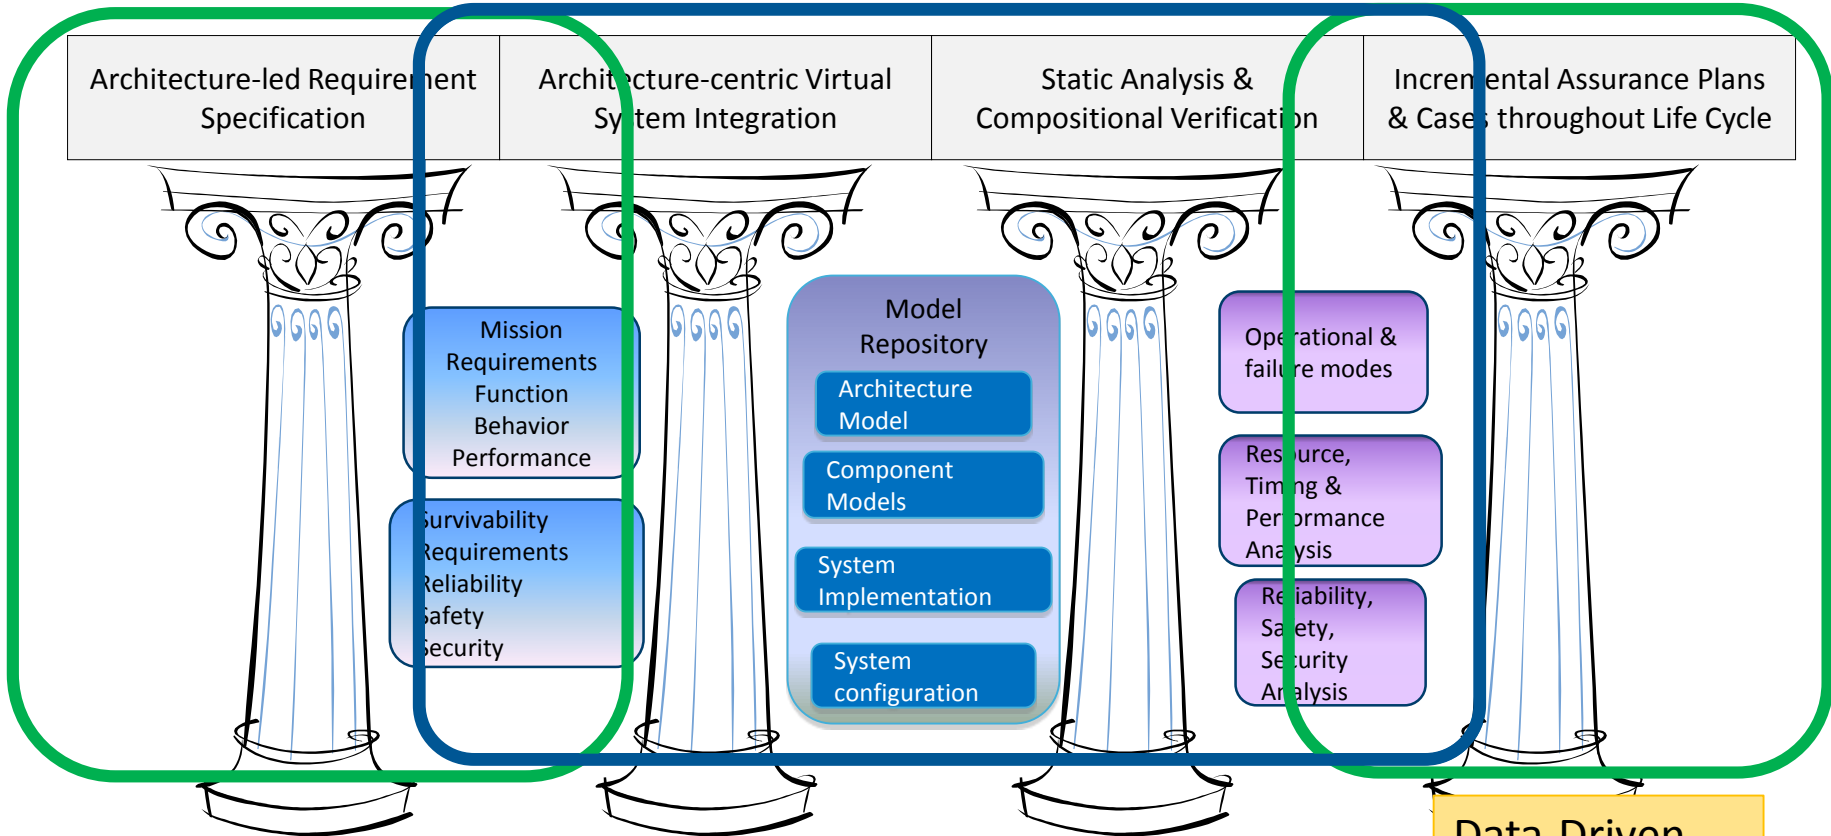 Architecture-led Requirement
Specification
Architecture-centric Virtual
System Integration
Static Analysis &
Compositional Verification
Incremental Assurance Plans
& Cases throughout Life Cycle
Mission
Requirements
Function
Behavior
Performance
Survivability
Requirements
Reliability
Safety
Security
Model
Repository
Architecture
Model
Component
Models
System
Implementation
System
configuration
Operational &
failure modes
Resource,
Timing &
Performance
Analysis
Reliability,
Safety,
Security
Analysis
Data-Driven